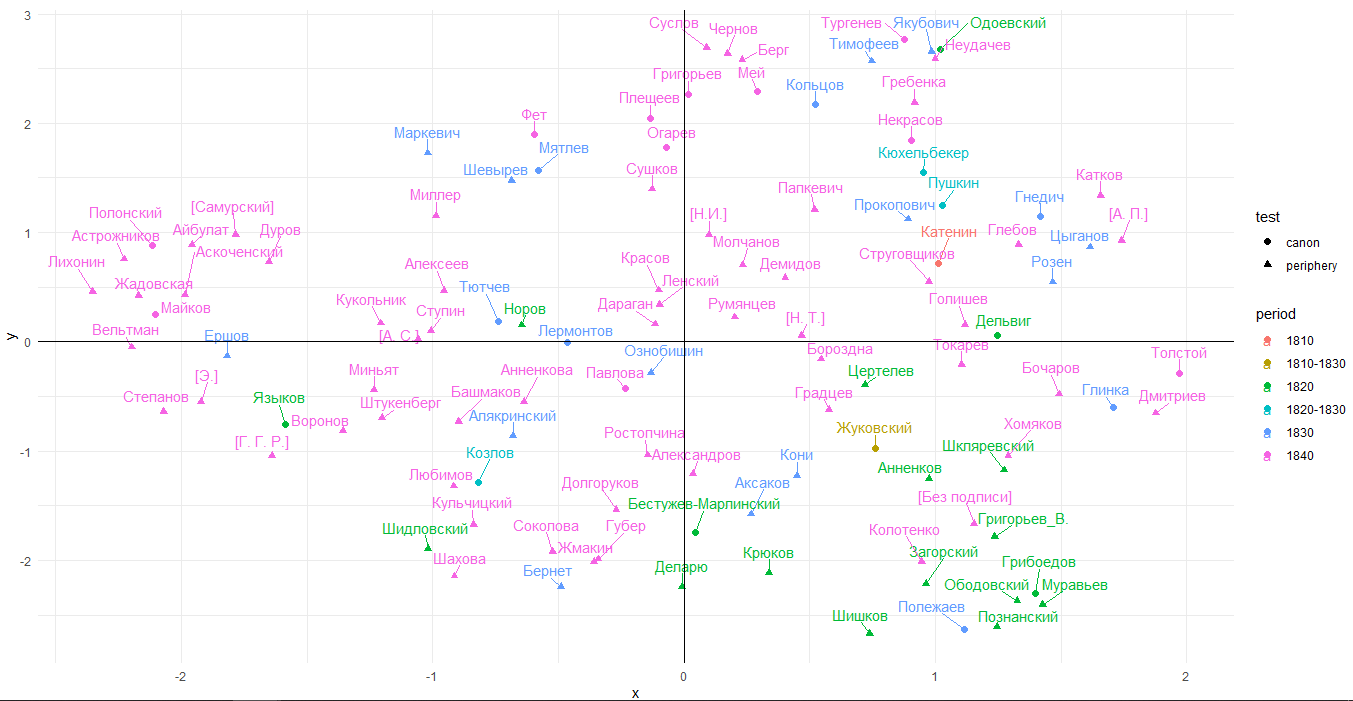 3
Суслов
Чернов
Берг
Тургенев
Якубович
Одоевский
Тимофеев
Неудачев
Григорьев
Мей
Кольцов
Гребенка
Плещеев
2
Фет
Огарев
Некрасов
Маркевич
Мятлев
Шевырев
Сушков
Кюхельбекер
Катков
Миллер
Папкевич
Пушкин
Гнедич
Полонский
[Самурский]
[Н.И.]
Прокопович
[А. П.]
Астрожников
Айбулат
Дуров
1
Молчанов
Катенин
Глебов
Цыганов
Аскоченский
Лихонин
Алексеев
Красов
Демидов
Струговщиков
Розен
Жадовская
Тютчев
Ленский
Майков
Кукольник
Ступин
Норов
Дараган
Румянцев
Голишев
Вельтман
Ершов
[А. С.]
Лермонтов
[Н. Т.]
Дельвиг
y
0
Ознобишин
Бороздна
Токарев
Толстой
[Э.]
Миньят
Анненкова
Павлова
Цертелев
Бочаров
Степанов
Языков
Штукенберг
Башмаков
Градцев
Глинка
Дмитриев
Воронов
Алякринский
Жуковский
Хомяков
[Г. Г. Р.]
Ростопчина
-1
Козлов
Александров
Кони
Шкляревский
Любимов
Долгоруков
Аксаков
Анненков
Кульчицкий
Бестужев-Марлинский
[Без подписи]
Шидловский
Соколова
Губер
Колотенко
Григорьев_В.
-2
Шахова
Жмакин
Крюков
Загорский
Бернет
Деларю
Грибоедов
Ободовский
Муравьев
Шишков
Полежаев
Познанский
-2
-1
0
1
2
x
test
canon
periphery
period
a 1810
a 1810-1830
a 1820
a 1820-1830
a 1830
a 1840